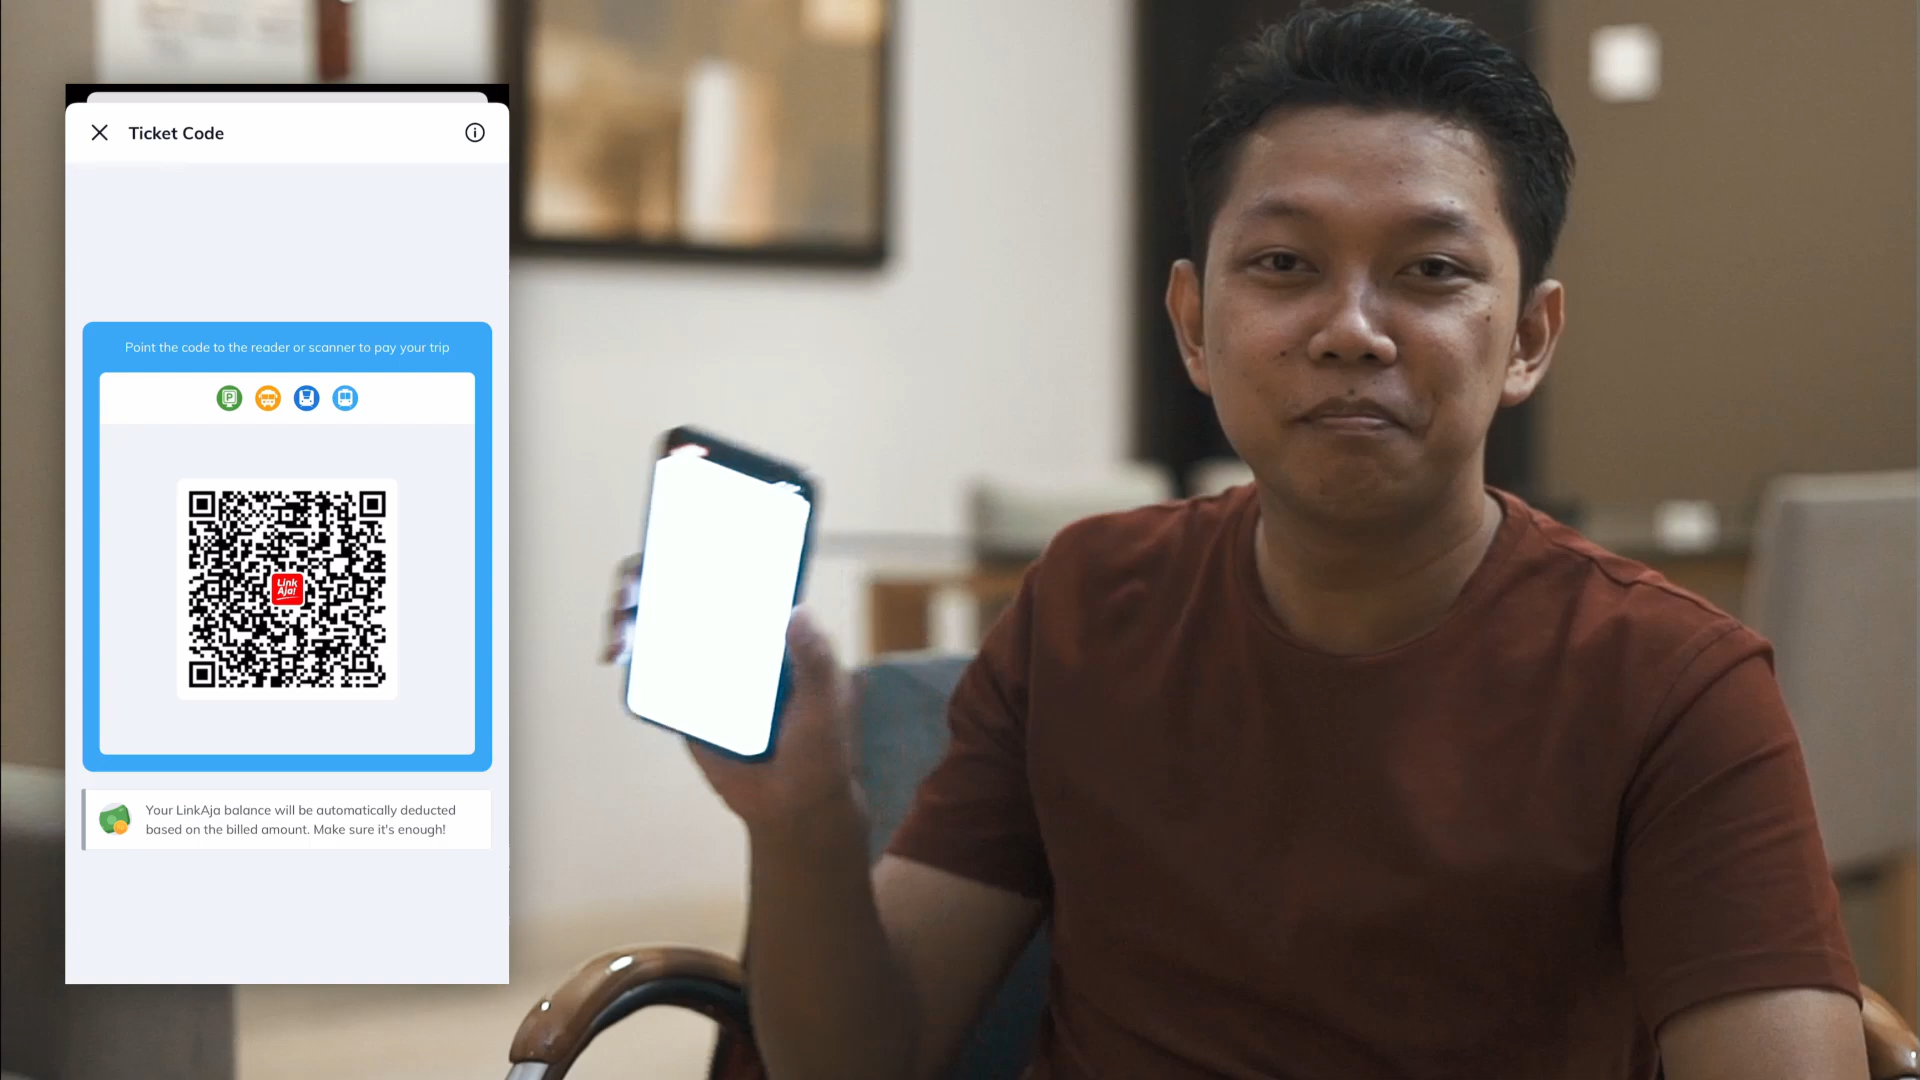 Ticket Code
Point the code to the reader or scanner to pay your trip
P
Link
Aja!
Your LinkAja balance will be automatically deducted
based on the billed amount. Make sure it's enough!